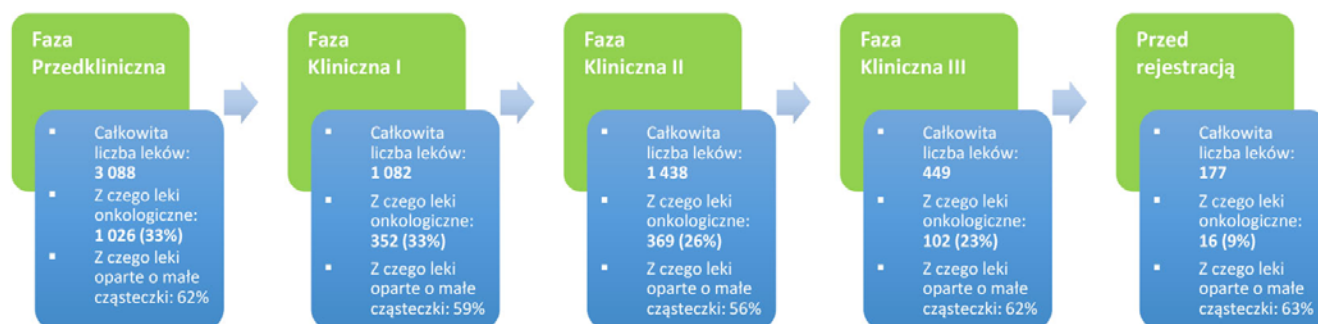 Faza
Przedkliniczna
▪ Całkowita
liczba leków:
3 088
▪ Z czego leki
onkologiczne:
1 026 (33%)
▪ Z czego leki
oparte o małe
cząsteczki: 62%
Faza
Kliniczna I
▪ Całkowita
liczba leków:
1 082
▪ Z czego leki
onkologiczne:
352 (33%)
▪ Z czego leki
oparte o małe
cząsteczki: 59%
Faza
Kliniczna II
▪ Całkowita
liczba leków:
1 438
▪ Z czego leki
onkologiczne:
369 (26%)
▪ Z czego leki
oparte o małe
cząsteczki: 56%
Faza
Kliniczna III
▪ Całkowita
liczba leków:
449
▪ Z czego leki
onkologiczne:
102 (23%)
▪ Z czego leki
oparte o małe
cząsteczki: 62%
Przed
rejestracją
▪ Całkowita
liczba leków:
177
▪ Z czego leki
onkologiczne:
16 (9%)
▪ Z czego leki
oparte o małe
cząsteczki: 63%